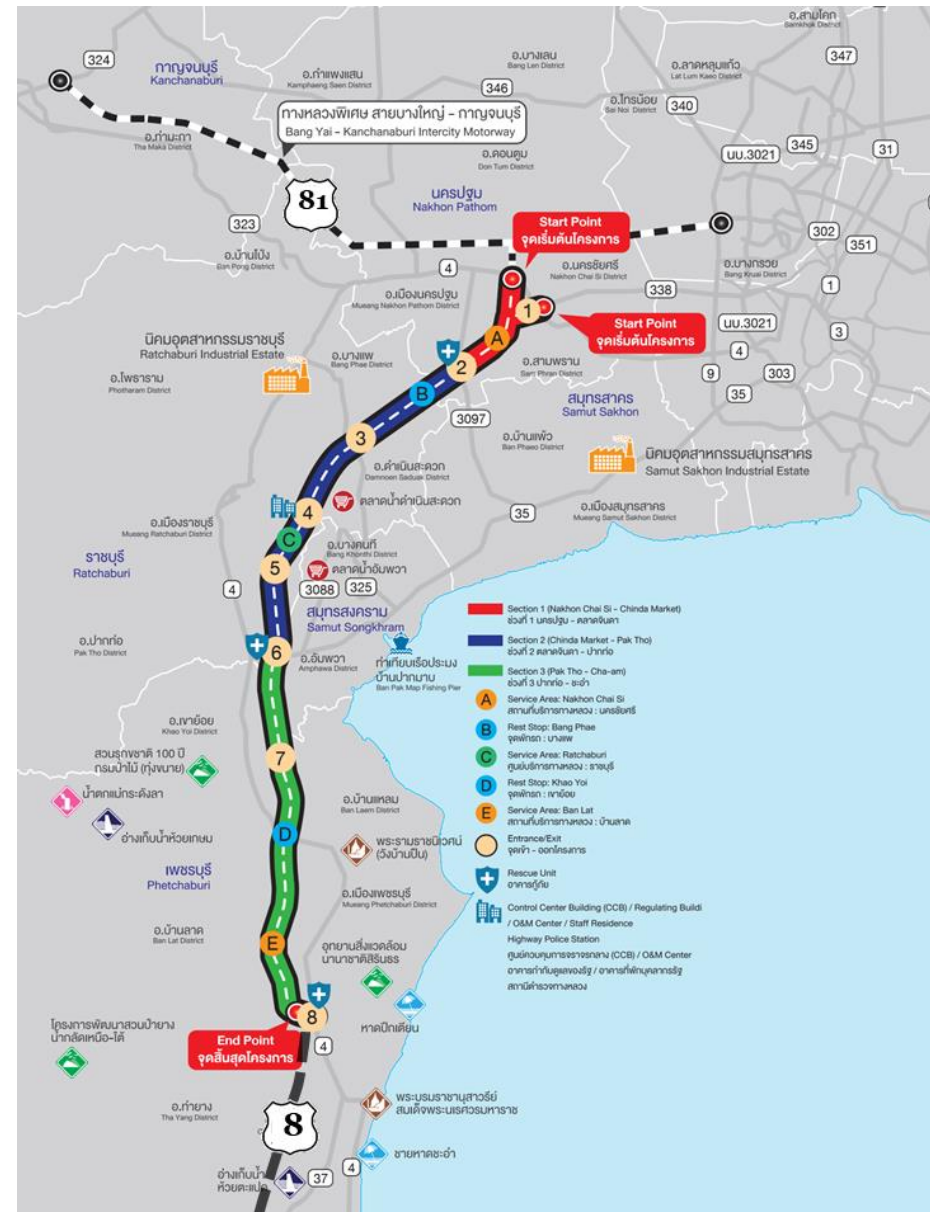 อ.สามโคก
Samkhok District
324
กาญจนบุรี
Kanchanaburi
อ.กำแพงแสน
Kamphaeng Saen District
อ.บางเลน
Bang Len District
347
อ.ลาดหลุมแก้ว
Lat Lum Kaeo District
346
อ.ไทรน้อย
Sai Noi District
340
ทางหลวงพิเศษ สายบางใหญ่ - กาญจนบุรี
Bang Yai - Kanchanaburi Intercity Motorway
อ.ท่ามะกา
Tha Maka District
อ.ดอนตูม
Don Tum District
นบ.3021
345
31
81
นครปฐม
Nakhon Pathom
323
Start Point
จุดเริ่มต้นโครงการ
302
351
อ.บ้านโป่ง
Ban Pong District
4
อ.นครชัยศรี
Nakhon Chai Si District
อ.บางกรวย
Bang Kruai District
อ.เมืองนครปฐม
Mueang Nakhon Pathom District
338
1
1
Start Point
จุดเริ่มต้นโครงการ
นบ.3021
3
นิคมอุตสาหกรรมราชบุรี
Ratchaburi Industrial Estate
A
อ.บางแพ
Bang Phae District
2
อ.สามพราน
Sam Phran District
4
อ.โพธาราม
Photharam District
9
303
B
สมุทรสาคร
Samut Sakhon
35
3097
3
อ.บ้านแพ้ว
Ban Phaeo District
นิคมอุตสาหกรรมสมุทรสาคร
Samut Sakhon Industrial Estate
อ.ดำเนินสะดวก
Damnoen Saduak District
ตลาดน้ำดำเนินสะดวก
4
35
อ.เมืองสมุทรสาคร
Mueang Samut Sakhon District
อ.เมืองราชบุรี
Mueang Ratchaburi District
C
อ.บางคนที
Bang Khonthi District
ราชบุรี
Ratchaburi
5
ตลาดน้ำอัมพวา
4
3088
325
สมุทรสงคราม
Samut Songkhram
อ.ปากท่อ
Pak Tho District
6
อ.อัมพวา
Amphawa District
ท่าเทียบเรือประมง
บ้านปากมาบ
Ban Pak Map Fishing Pier
Section 1 (Nakhon Chai Si - Chinda Market)
ช่วงที่ 1 นครปฐม - ตลาดจินดา
Section 2 (Chinda Market - Pak Tho)
ช่วงที่ 2 ตลาดจินดา - ปากท่อ
Section 3 (Pak Tho - Cha-am)
ช่วงที่ 3 ปากท่อ - ชะอำ
A
Service Area: Nakhon Chai Si
สถานที่บริการทางหลวง : นครชัยศรี
B
Rest Stop: Bang Phae
จุดพักรถ : บางแพ
C
Service Area: Ratchaburi
ศูนย์บริการทางหลวง : ราชบุรี
D
Rest Stop: Khao Yoi
จุดพักรถ : เขาย้อย
E
Service Area: Ban Lat
สถานที่บริการทางหลวง : บ้านลาด
Entrance/Exit
จุดเข้า - ออกโครงการ
Rescue Unit
อาคารกู้ภัย
Control Center Building (CCB) / Regulating Buildi
/ O&M Center / Staff Residence
Highway Police Station
ศูนย์ควบคุมการจราจรกลาง (CCB) / O&M Center
อาคารกำกับดูแลของรัฐ / อาคารที่พักบุคลากรรัฐ
สถานีตำรวจทางหลวง
อ.เขาย้อย
Khao Yoi District
สวนรุกขชาติ 100 ปี
กรมป่าไม้ (ทุ่งขนาย)
7
น้ำตกแม่กระดังลา
อ่างเก็บน้ำห้วยเกษม
อ.บ้านแหลม
Ban Laem District
D
พระรามราชนิเวศน์
(วังบ้านปืน)
เพชรบุรี
Phetchaburi
อ.เมืองเพชรบุรี
Mueang Phetchaburi District
อ.บ้านลาด
Ban Lat District
E
อุทยานสิ่งแวดล้อม
นานาชาติสิรินธร
8
หาดปึกเตียน
โครงการพัฒนาสวนป่ายาง
น้ำกลัดเหนือ-ใต้
End Point
จุดสิ้นสุดโครงการ
4
อ.ท่ายาง
Tha Yang District
8
พระบรมราชานุสาวรีย์
สมเด็จพระนเรศวรมหาราช
ชายหาดชะอำ
4
อ่างเก็บน้ำ
ห้วยตะแปด
37